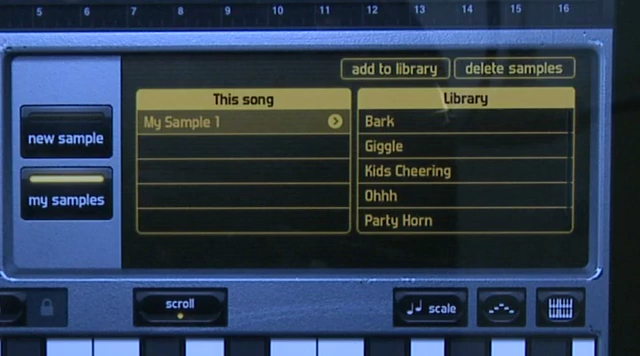 5 6 7 8 9 10 11 12 13 14 15 16
add to library delete samples
This song Library
new sample
my samples
My Sample 1
Bark
Giggle
Kids Cheering
Ohhh
Party Horn
scroll
scale